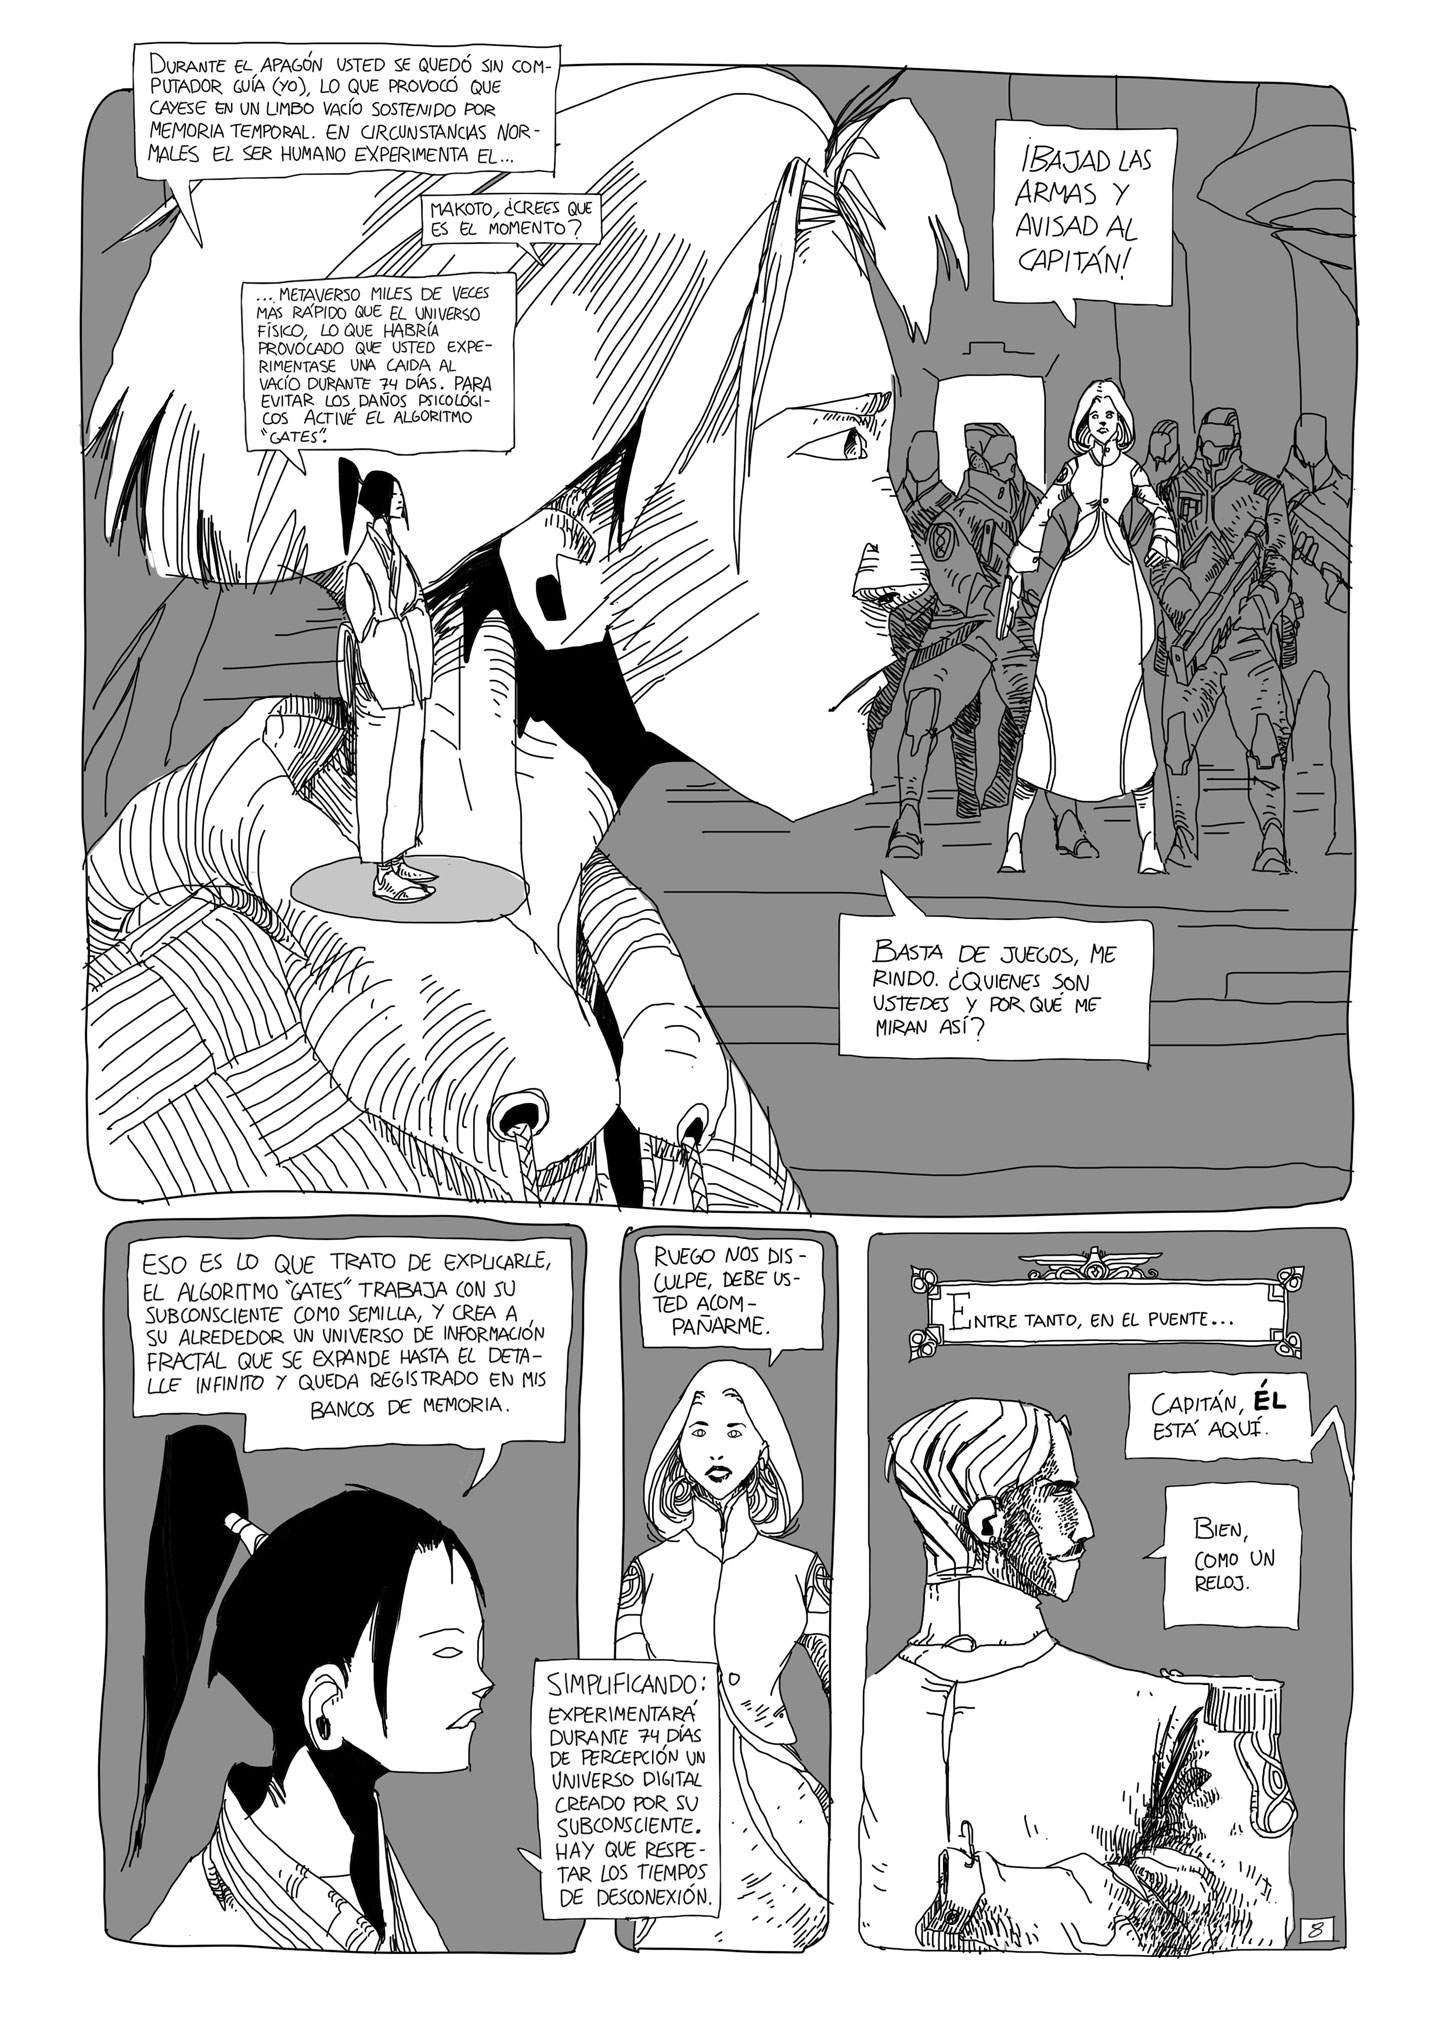 DURANTE EL APAGÓN USTED SE QUEDÓ SIN COM-
PUTADOR GUÍA (YO), LO QUE PROVOCÓ QUE
CAYESE EN UN LIMBO VACÍO SOSTENIDO POR
MEMORIA TEMPORAL. EN CIRCUNSTANCIAS NOR-
MALES EL SER HUMANO EXPERIMENTA EL...
MAKOTO, ¿CREES QUE
ES EL MOMENTO?
... METAVERSO MILES DE VECES
MAS RÁPIDO QUE EL UNIVERSO
FÍSICO, LO QUE HABRÍA
PROVOCADO QUE USTED EXPE-
RIMENTASE UNA CAIDA AL
VACÍO DURANTE 74 DÍAS. PARA
EVITAR LOS DAÑOS PSICOLÓGI-
COS ACTIVÉ EL ALGORITMO
"GATES".
¡BAJAD LAS
ARMAS Y
AVISAD AL
CAPITÁN!
BASTA DE JUEGOS, ME
RINDO. ¿QUIENES SON
USTEDES Y POR QUÉ ME
MIRAN ASÍ?
ESO ES LO QUE TRATO DE EXPLICARLE,
EL ALGORITMO "GATES" TRABAJA CON SU
SUBCONSCIENTE COMO SEMILLA, Y CREA A
SU ALREDEDOR UN UNIVERSO DE INFORMACIÓN
FRACTAL QUE SE EXPANDE HASTA EL DETA-
LLE INFINITO Y QUEDA REGISTRADO EN MIS
BANCOS DE MEMORIA.
RUEGO NOS DIS-
CULPE, DEBE US-
TED ACOM-
PAÑARME.
SIMPLIFICANDO:
EXPERIMENTARÁ
DURANTE 74 DÍAS
DE PERCEPCIÓN UN
UNIVERSO DIGITAL
CREADO POR SU
SUBCONSCIENTE.
HAY QUE RESPE-
TAR LOS TIEMPOS
DE DESCONEXIÓN.
ENTRE TANTO, EN EL PUENTE...
CAPITÁN, ÉL
ESTÁ AQUÍ.
BIEN,
COMO UN
RELOJ.
8